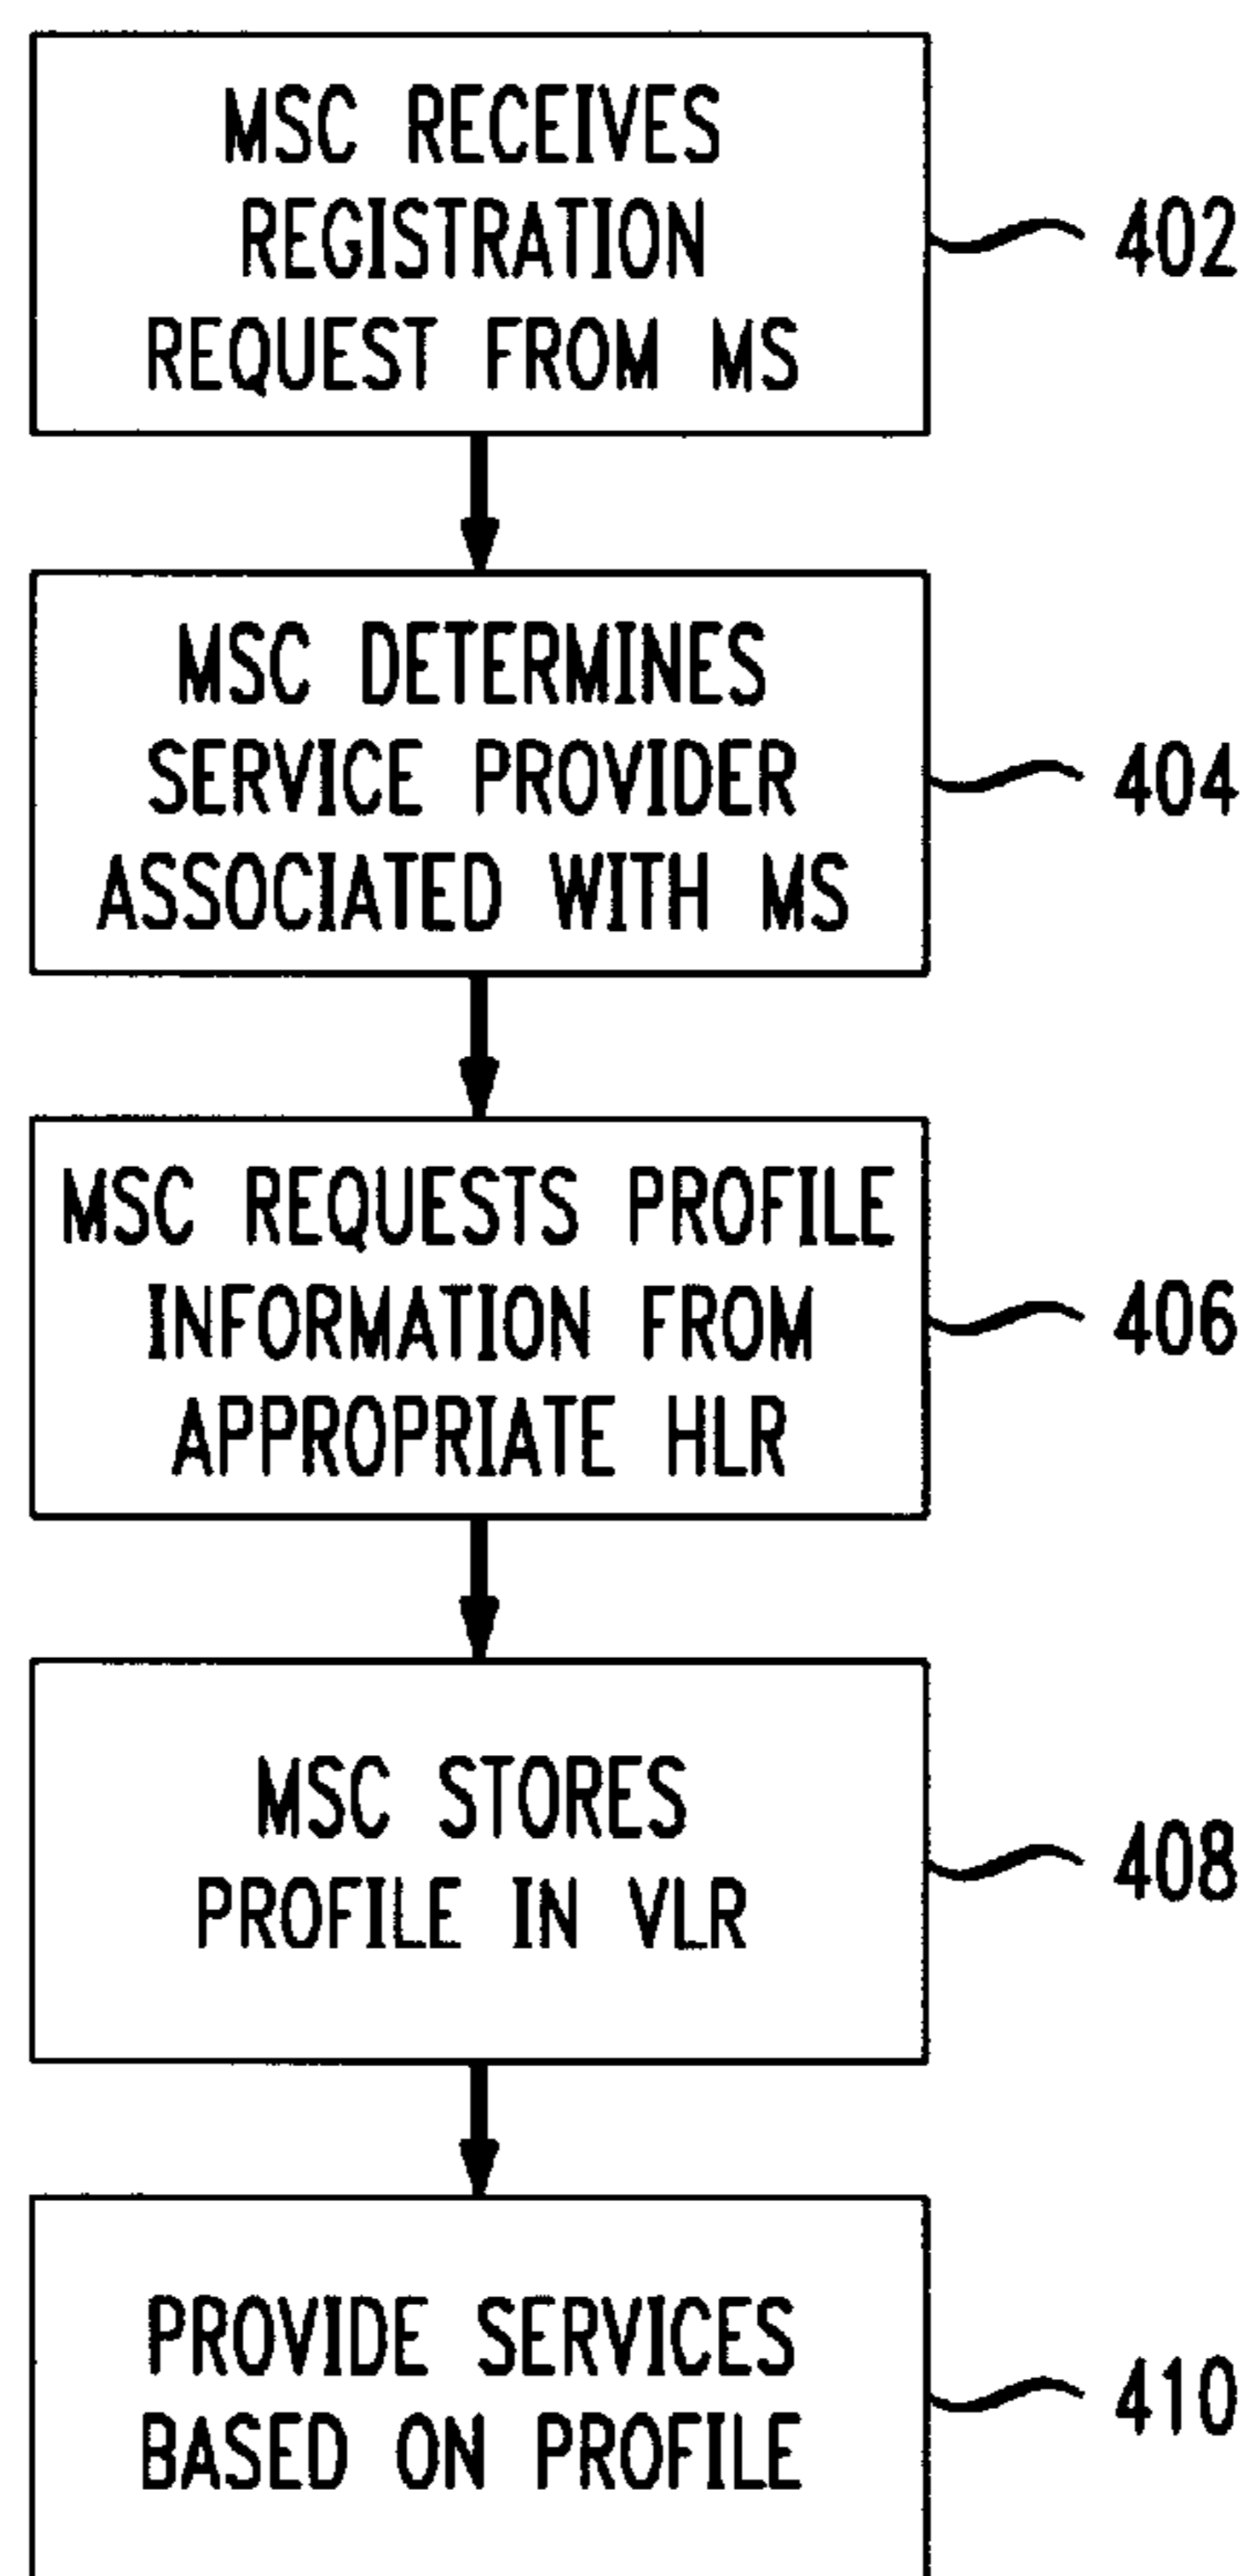 MSC RECEIVES
REGISTRATION
REQUEST FROM MS
402
MSC DETERMINES
SERVICE PROVIDER
ASSOCIATED WITH MS
404
MSC REQUESTS PROFILE
INFORMATION FROM
APPROPRIATE HLR
406
MSC STORES
PROFILE IN VLR
408
PROVIDE SERVICES
BASED ON PROFILE
410